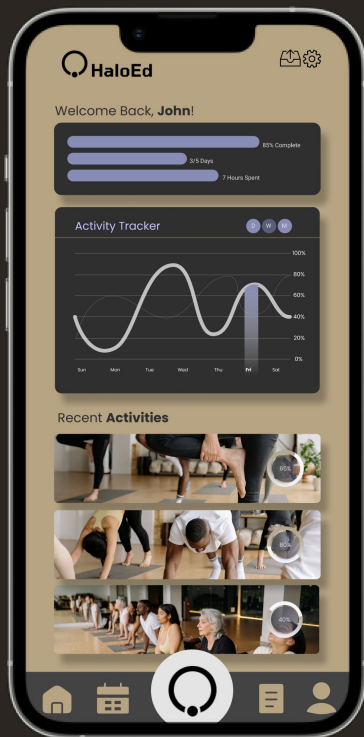 HaloEd
Welcome Back, John!
85% Complete
3/5 Days
7 Hours Spent
Activity Tracker
D W M
100%
80%
60%
40%
20%
0%
Sun Mon Tue Wed Thu Fri Sat
Recent Activities
65%
80%
40%